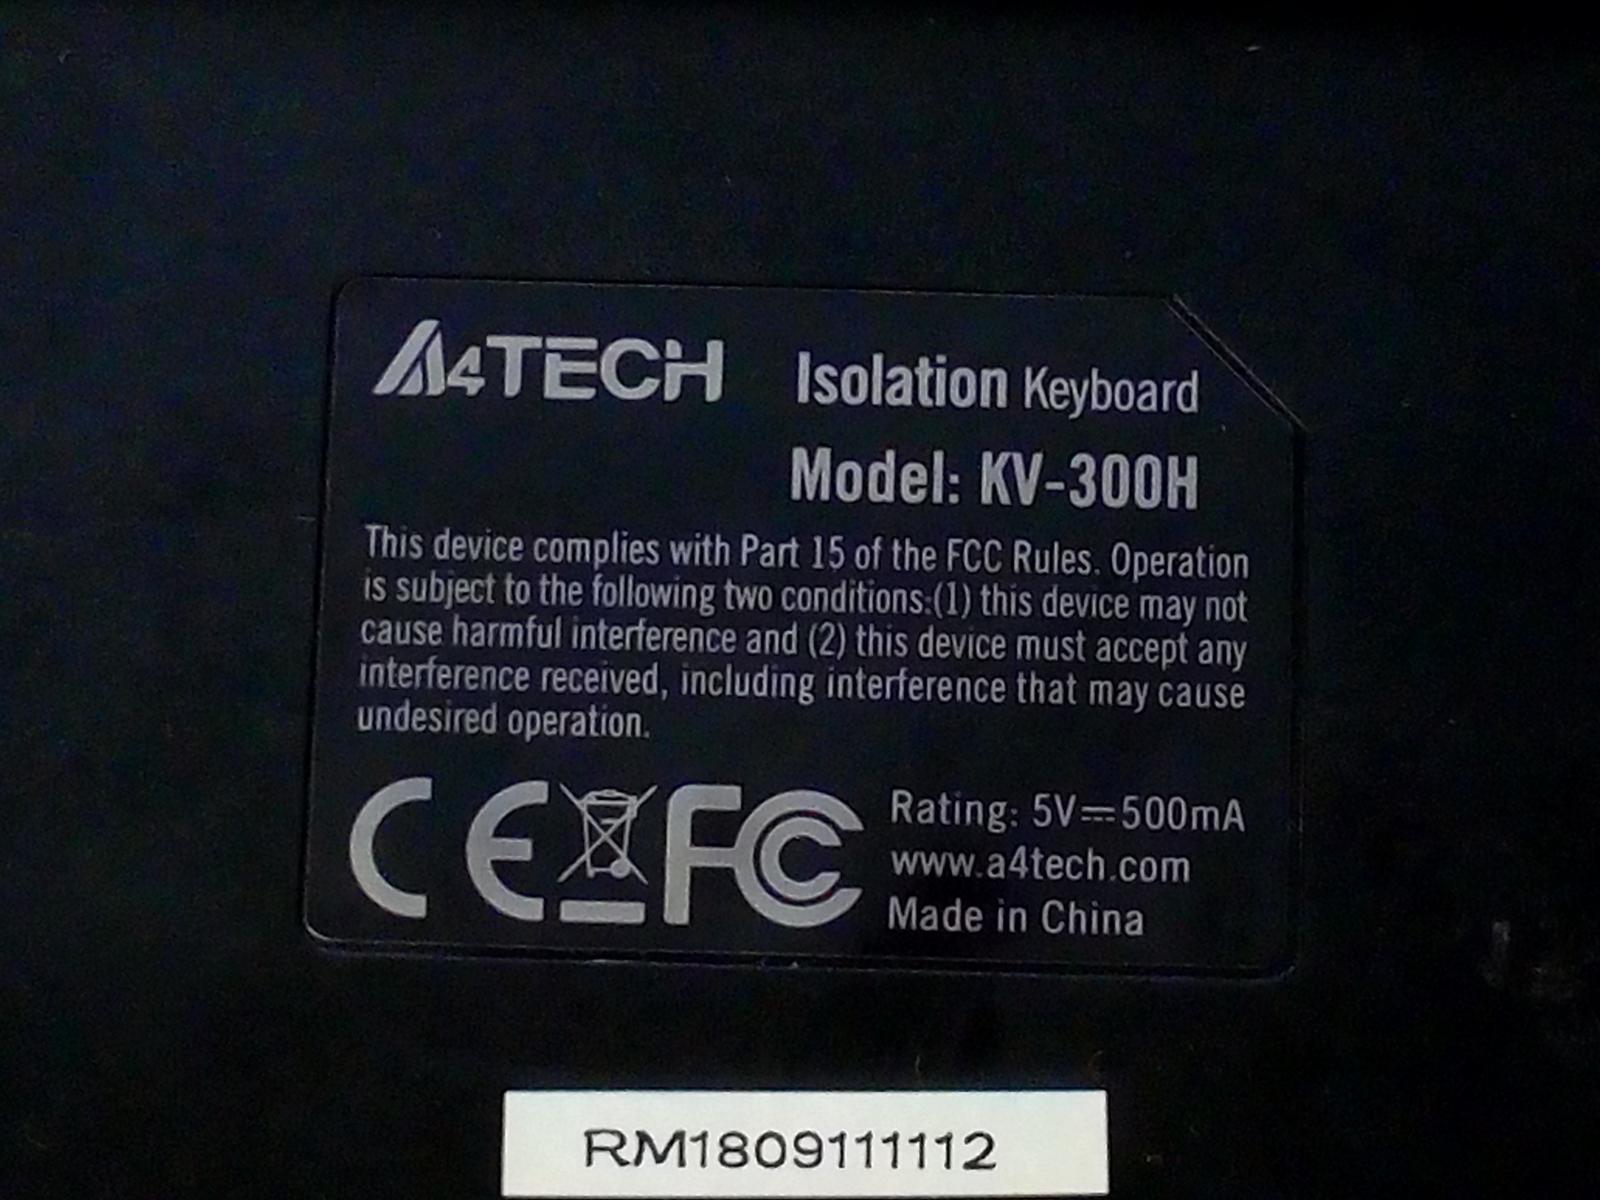 A4TECH Isolation Keyboard
Model: KV-300H
This device complies with Part 15 of the FCC Rules. Operation
is subject to the following two conditions:(1) this device may not
cause harmful interference and (2) this device must accept any
interference received, including interference that may cause
undesired operation.
CE FC Rating: 5V⎓500mA
www.a4tech.com
Made in China
RM1809111112